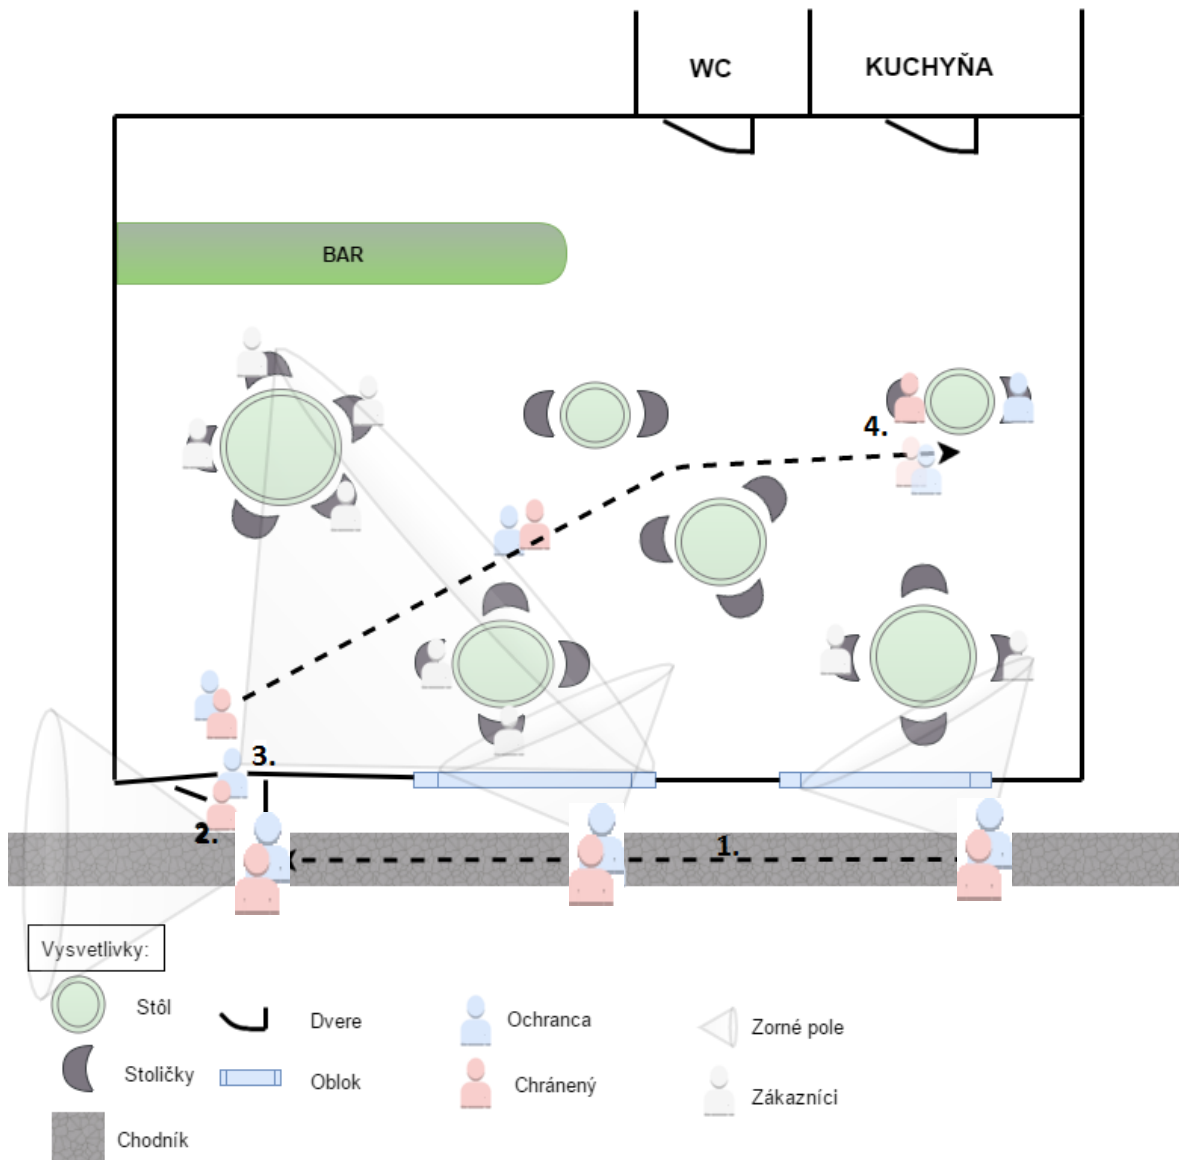 WC
KUCHYŇA
BAR
4.
3.
2.
1.
Vysvetlivky:
Stôl
Dvere
Ochranca
Zorné pole
Stoličky
Oblok
Chránený
Zákazníci
Chodník